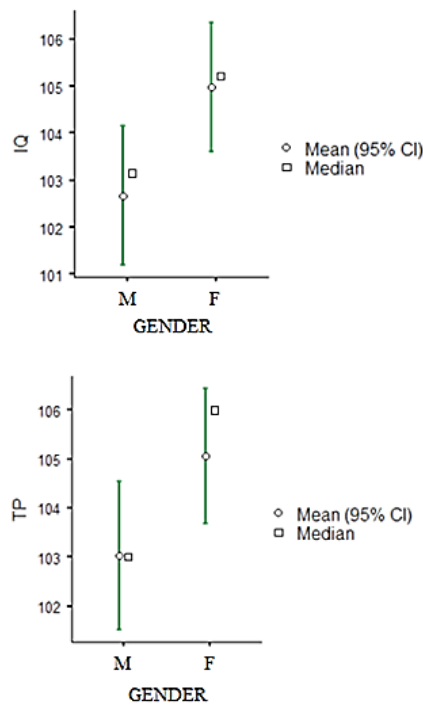 106
105
104
103
102
101
IQ
M F
GENDER
Mean (95% CI)
Median
106
105
104
103
102
TP
M F
GENDER
Mean (95% CI)
Median